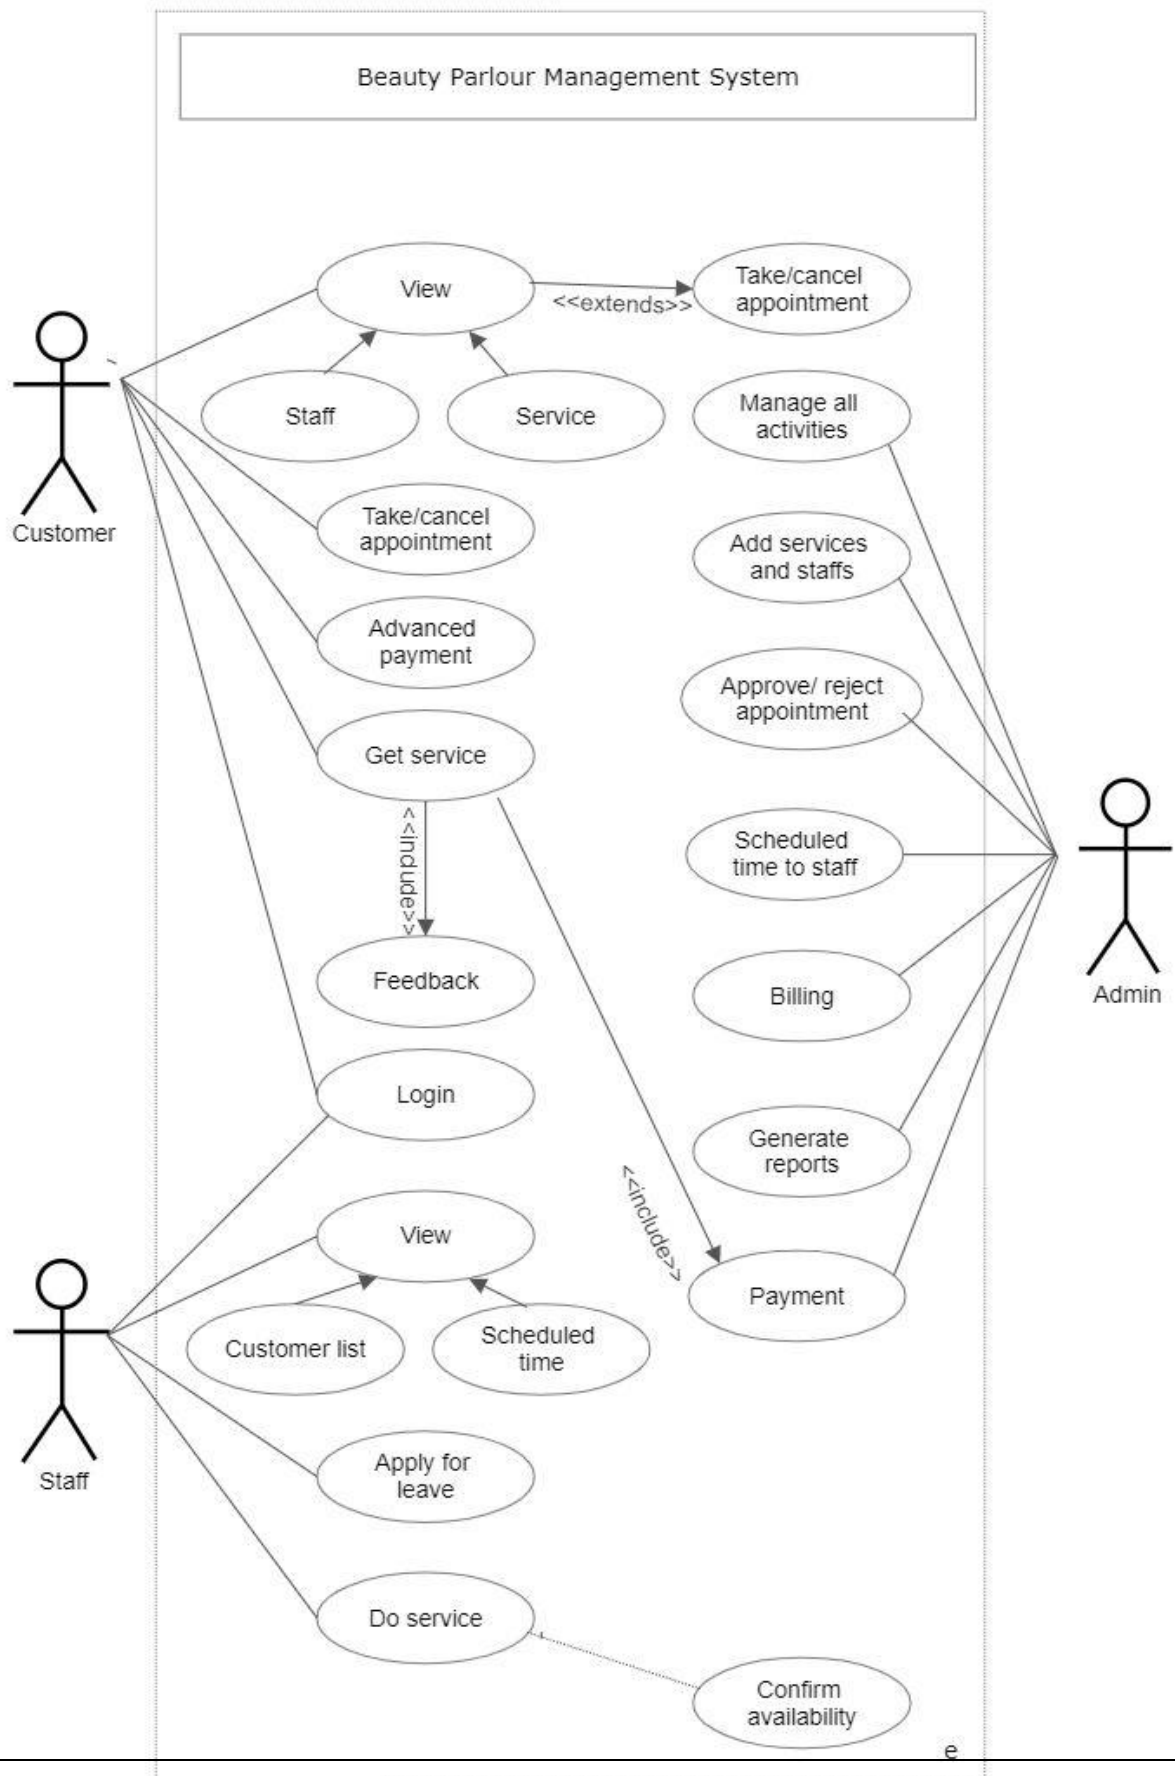 Beauty Parlour Management System
View
<<extends>>
Take/cancel
appointment
Staff
Service
Manage all
activities
Customer
Take/cancel
appointment
Add services
and staffs
Advanced
payment
Approve/ reject
appointment
Get service
<<include>>
Scheduled
time to staff
Feedback
Billing
Admin
Login
Generate
reports
<<include>>
View
Payment
Customer list
Scheduled
time
Staff
Apply for
leave
Do service
Confirm
availability
e